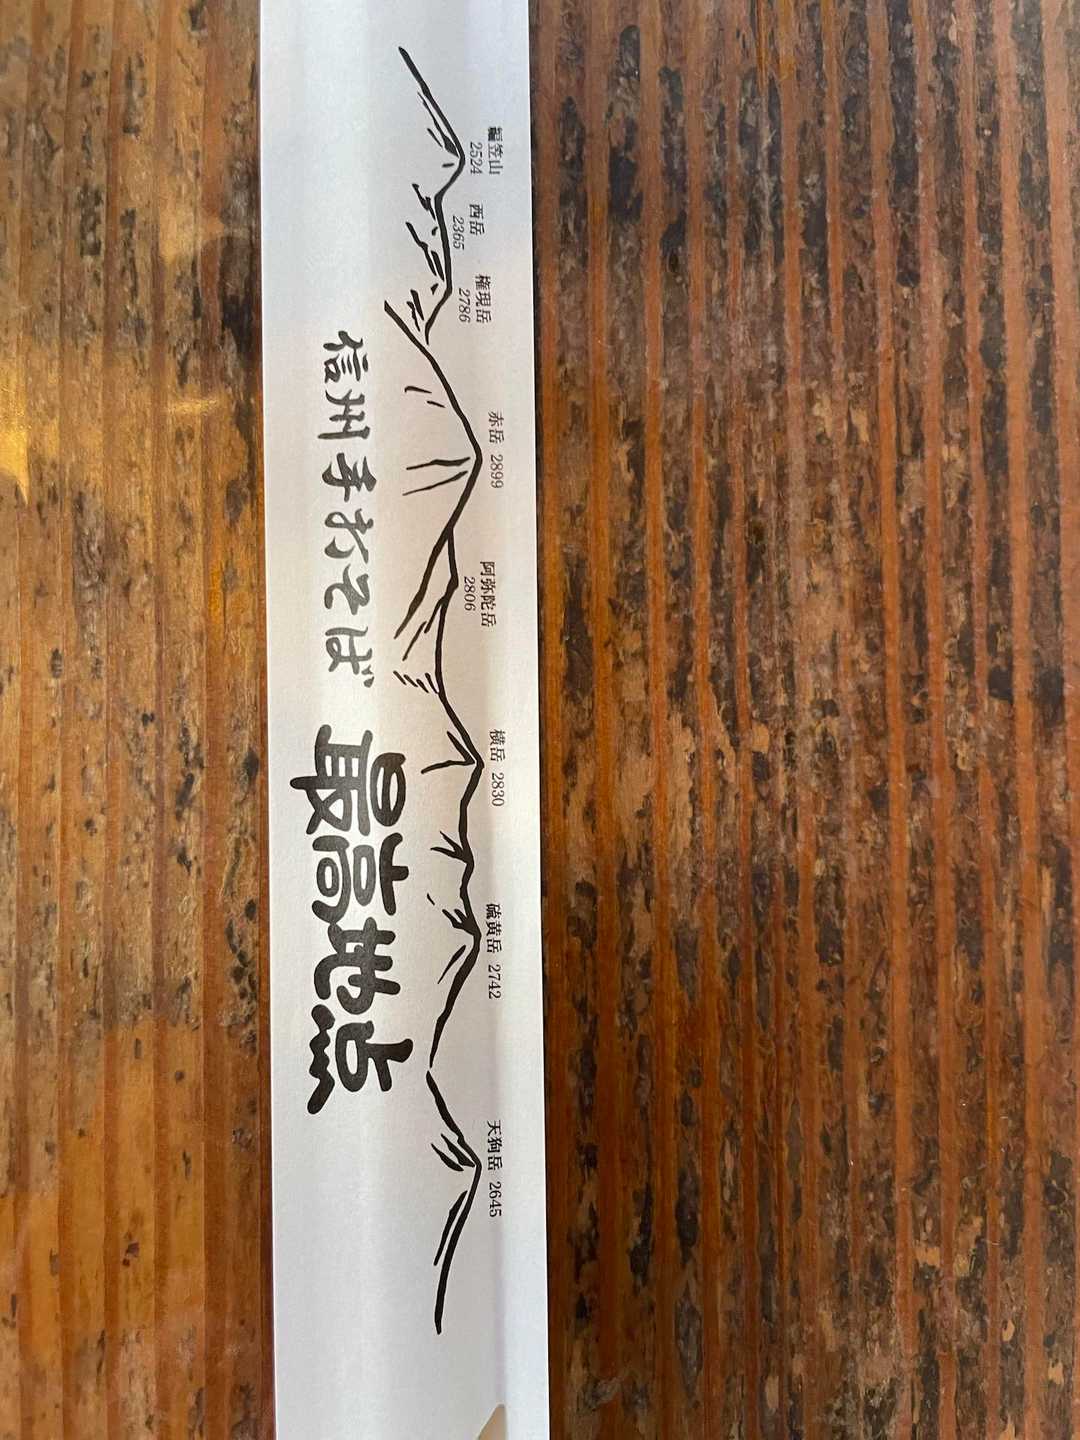 編笠山
2524
西岳
2365
権現岳
2786
赤岳 2899
阿弥陀岳
2806
横岳 2830
硫黄岳 2742
天狗岳 2645
信州手打そば 最高地点